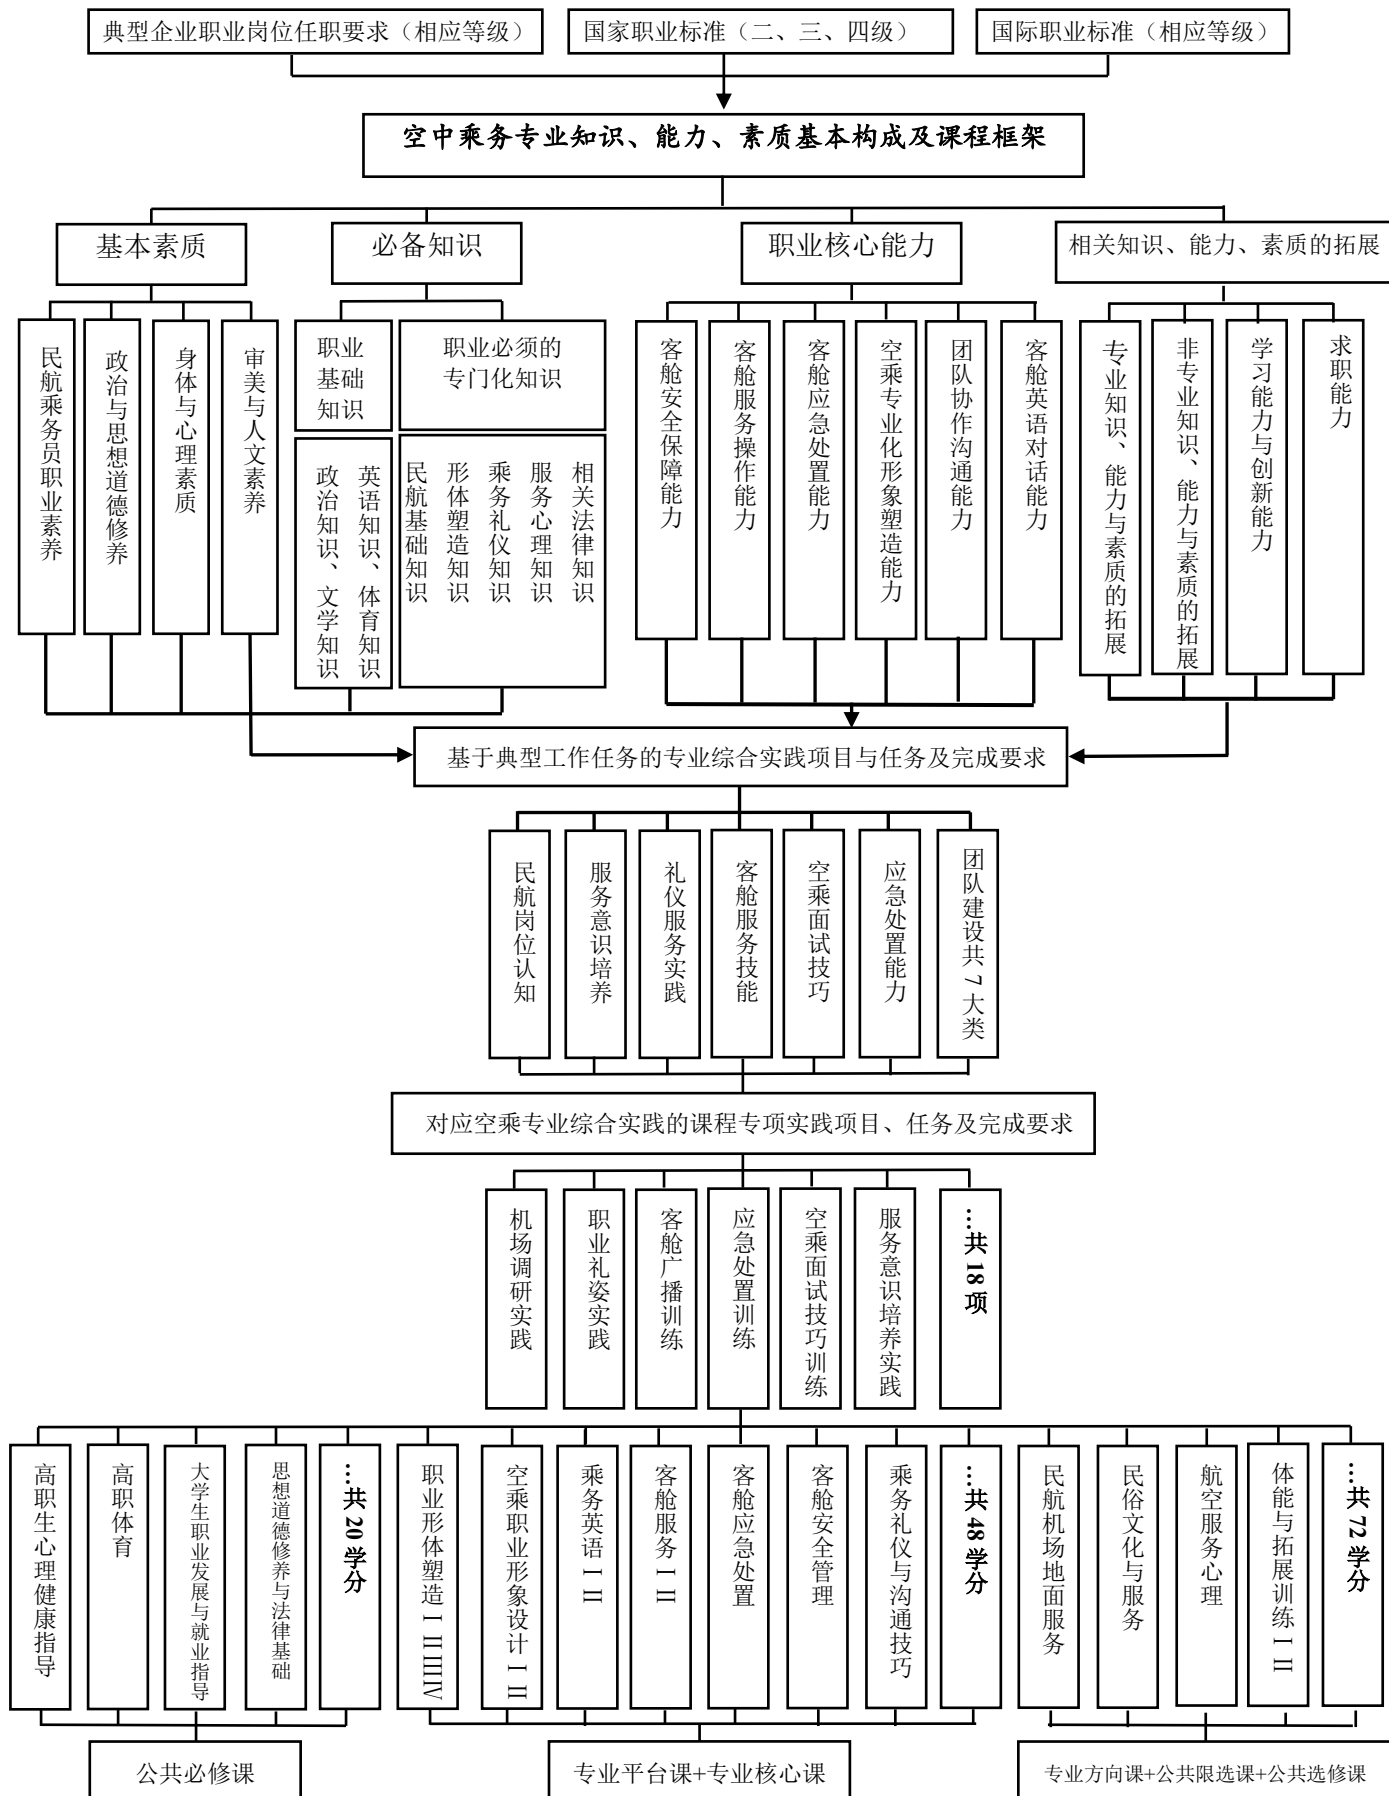 典型企业职业岗位任职要求（相应等级）
国家职业标准（二、三、四级）
国际职业标准（相应等级）
空中乘务专业知识、能力、素质基本构成及课程框架
基本素质
必备知识
职业核心能力
相关知识、能力、素质的拓展
民航乘务员职业素养
政治与思想道德修养
身体与心理素质
审美与人文素养
职业
基础
知识
职业必须的
专门化知识
政治知识、文学知识
英语知识、体育知识
民航基础知识
形体塑造知识
乘务礼仪知识
服务心理知识
相关法律知识
客舱安全保障能力
客舱服务操作能力
客舱应急处置能力
空乘专业化形象塑造能力
团队协作沟通能力
客舱英语对话能力
专业知识、能力与素质的拓展
非专业知识、能力与素质的拓展
学习能力与创新能力
求职能力
基于典型工作任务的专业综合实践项目与任务及完成要求
民航岗位认知
服务意识培养
礼仪服务实践
客舱服务技能
空乘面试技巧
应急处置能力
团队建设共 7 大类
对应空乘专业综合实践的课程专项实践项目、任务及完成要求
机场调研实践
职业礼姿实践
客舱广播训练
应急处置训练
空乘面试技巧训练
服务意识培养实践
…共 18 项
高职生心理健康指导
高职体育
大学生职业发展与就业指导
思想道德修养与法律基础
…共 20 学分
职业形体塑造 I II IIIIV
空乘职业形象设计 I II
乘务英语 I II
客舱服务 I II
客舱应急处置
客舱安全管理
乘务礼仪与沟通技巧
…共 48 学分
民航机场地面服务
民俗文化与服务
航空服务心理
体能与拓展训练 I II
…共 72 学分
公共必修课
专业平台课+专业核心课
专业方向课+公共限选课+公共选修课